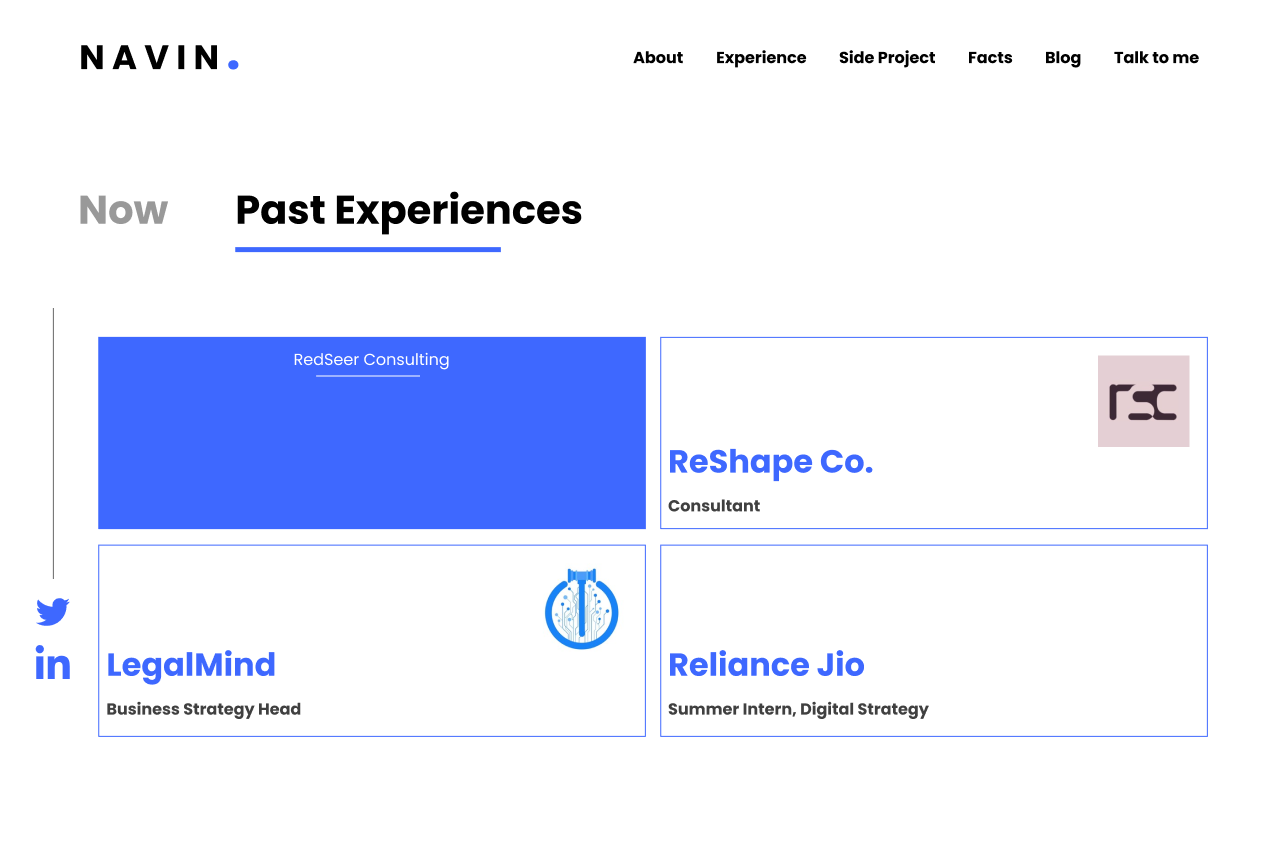 NAVIN.
About Experience Side Project Facts Blog Talk to me
Now Past Experiences
RedSeer Consulting
rsc
ReShape Co.
Consultant
in
LegalMind
Business Strategy Head
Reliance Jio
Summer Intern, Digital Strategy